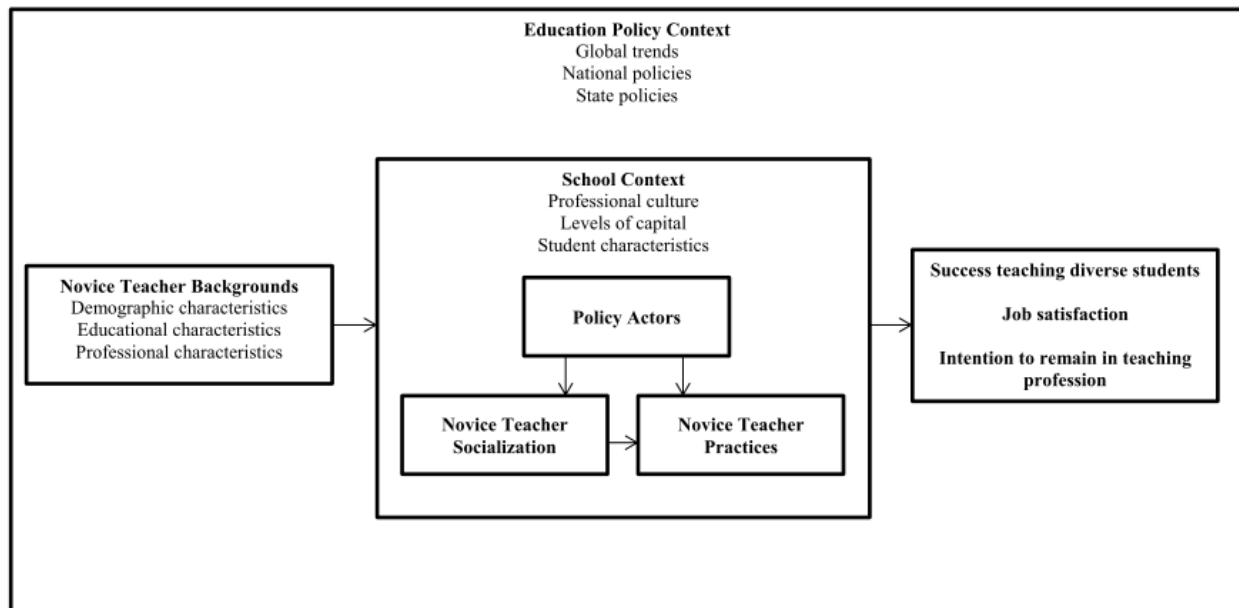 Education Policy Context
Global trends
National policies
State policies
School Context
Professional culture
Levels of capital
Student characteristics
Novice Teacher Backgrounds
Demographic characteristics
Educational characteristics
Professional characteristics
Policy Actors
Novice Teacher
Socialization
Novice Teacher
Practices
Success teaching diverse students
Job satisfaction
Intention to remain in teaching
profession